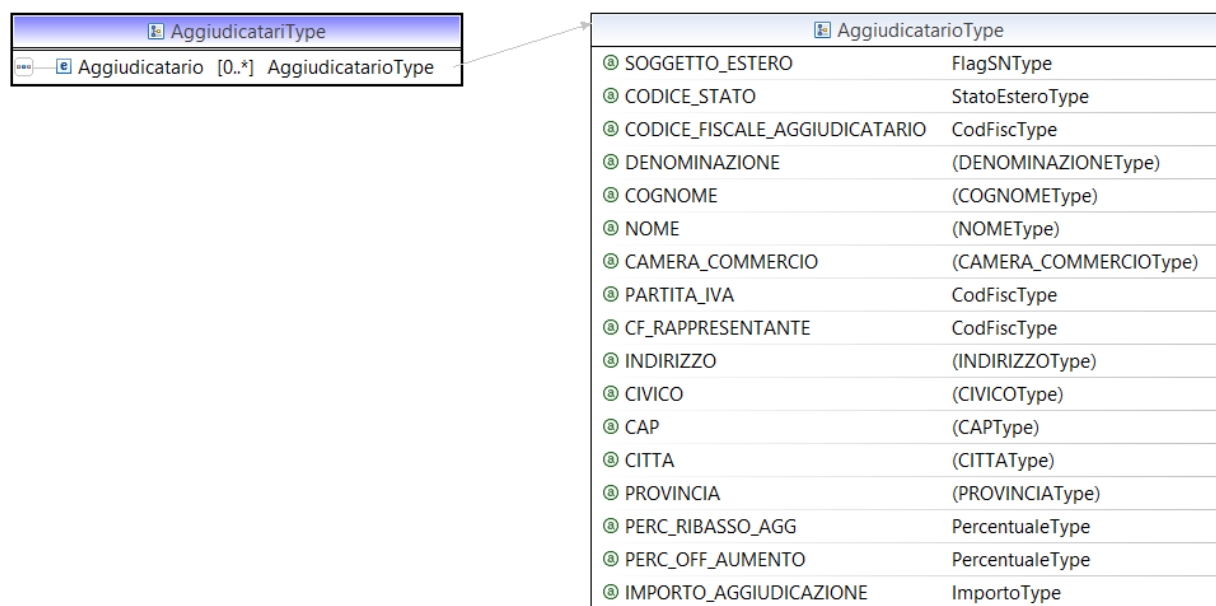 AggiudicatariType
Aggiudicatario [0..*] AggiudicatarioType
AggiudicatarioType
SOGGETTO_ESTERO FlagSNType
CODICE_STATO StatoEsteroType
CODICE_FISCALE_AGGIUDICATARIO CodFiscType
DENOMINAZIONE (DENOMINAZIONEType)
COGNOME (COGNOMEType)
NOME (NOMEType)
CAMERA_COMMERCIO (CAMERA_COMMERCIOType)
PARTITA_IVA CodFiscType
CF_RAPPRESENTANTE CodFiscType
INDIRIZZO (INDIRIZZOType)
CIVICO (CIVICOType)
CAP (CAPType)
CITTA (CITTAType)
PROVINCIA (PROVINCIAType)
PERC_RIBASSO_AGG PercentualeType
PERC_OFF_AUMENTO PercentualeType
IMPORTO_AGGIUDICAZIONE ImportoType